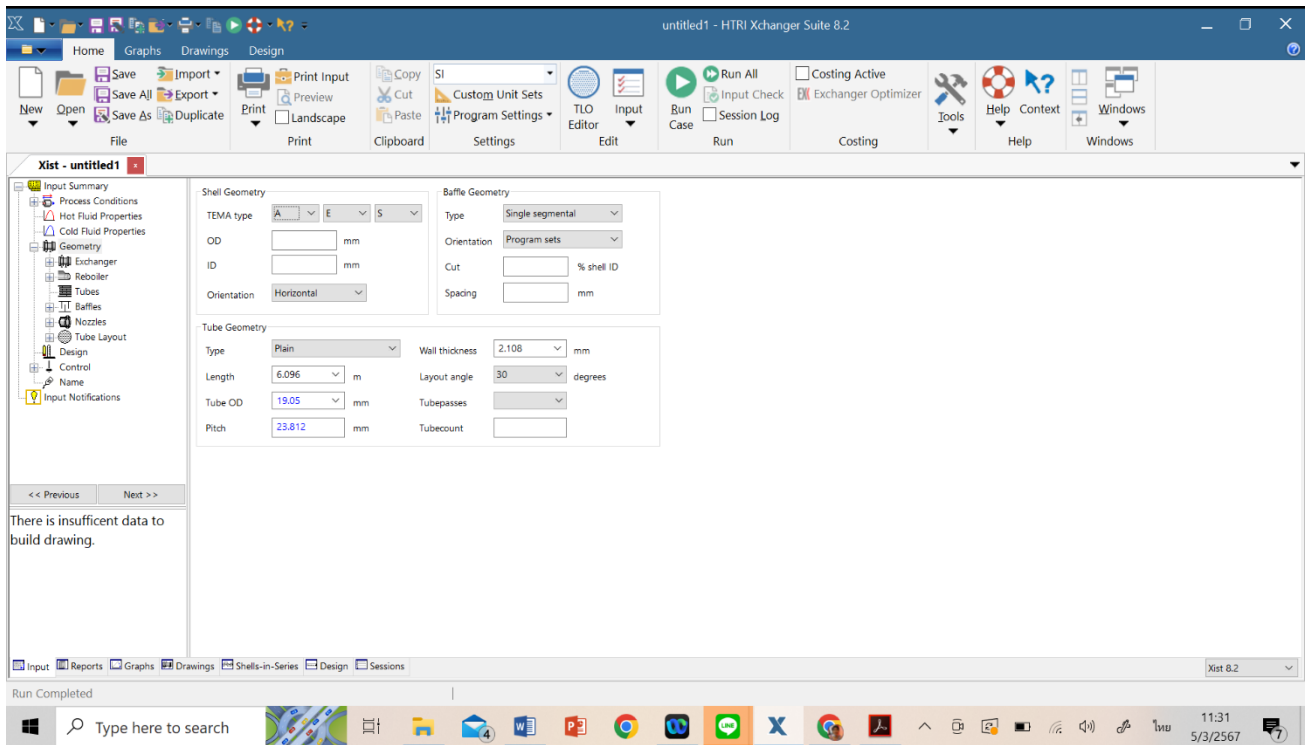 untitled1 - HTRI Xchanger Suite 8.2
Home Graphs Drawings Design
New
Open
Save
Save All
Save As
Import
Export
Duplicate
File
Print
Print Input
Preview
Landscape
Print
Copy
Cut
Paste
Clipboard
SI
Custom Unit Sets
Program Settings
Settings
TLO Editor
Input
Edit
Run Case
Run All
Input Check
Session Log
Run
Costing Active
Exchanger Optimizer
Costing
Tools
Help
Context
Help
Windows
Windows
Xist - untitled1
Input Summary
Process Conditions
Hot Fluid Properties
Cold Fluid Properties
Geometry
Exchanger
Reboiler
Tubes
Baffles
Nozzles
Tube Layout
Design
Control
Name
Input Notifications
<< Previous Next >>
There is insufficent data to
build drawing.
Shell Geometry
TEMA type A E S
OD mm
ID mm
Orientation Horizontal
Baffle Geometry
Type Single segmental
Orientation Program sets
Cut % shell ID
Spacing mm
Tube Geometry
Type Plain
Length 6.096 m
Tube OD 19.05 mm
Pitch 23.812 mm
Wall thickness 2.108 mm
Layout angle 30 degrees
Tubepasses
Tubecount
Input Reports Graphs Drawings Shells-in-Series Design Sessions
Xist 8.2
Run Completed
Type here to search
4
LINE
ไทย
11:31
5/3/2567
7